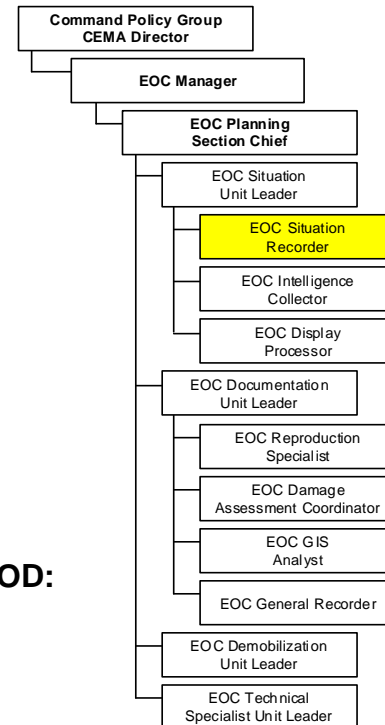 Command Policy Group
CEMA Director
EOC Manager
EOC Planning
Section Chief
EOC Situation
Unit Leader
EOC Situation
Recorder
EOC Intelligence
Collector
EOC Display
Processor
EOC Documentation
Unit Leader
EOC Reproduction
Specialist
EOC Damage
Assessment Coordinator
EOC GIS
Analyst
OD:
EOC General Recorder
EOC Demobilization
Unit Leader
EOC Technical
Specialist Unit Leader